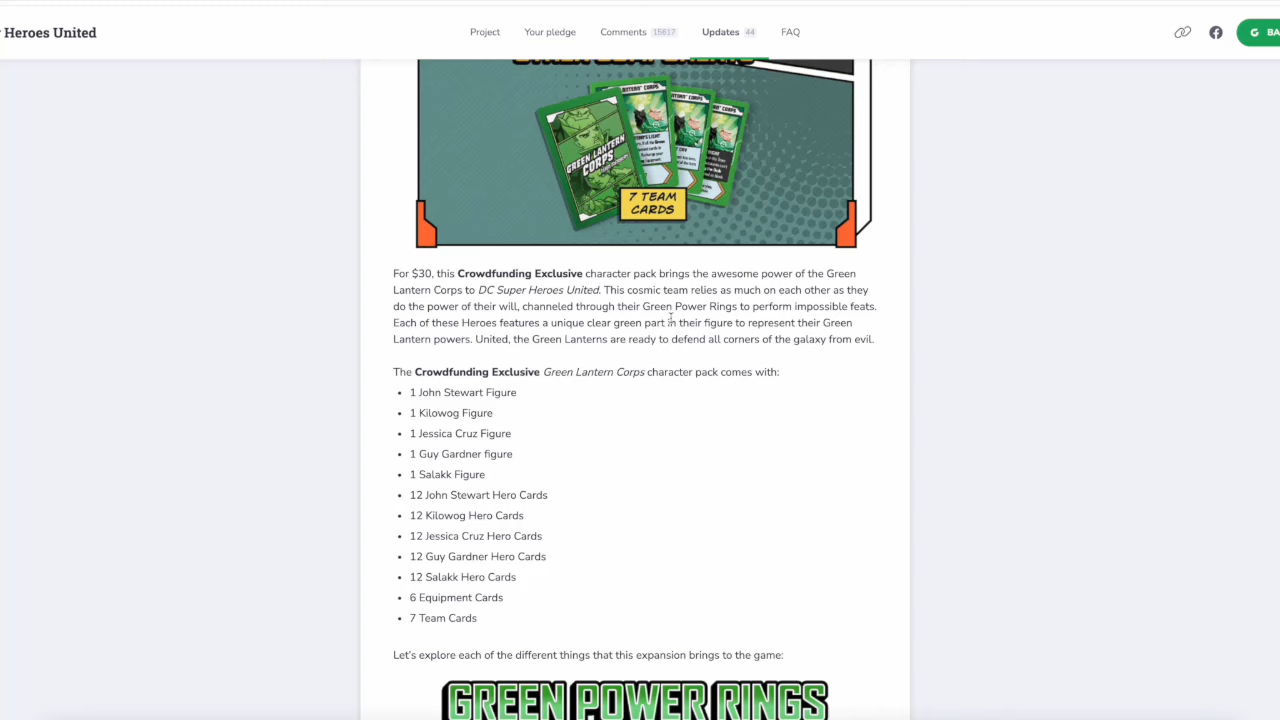 Heroes United
Project
Your pledge
Comments 15617
Updates 44
FAQ
BA
GREEN LANTERN
CORPS
7 TEAM
CARDS
For $30, this Crowdfunding Exclusive character pack brings the awesome power of the Green
Lantern Corps to DC Super Heroes United. This cosmic team relies as much on each other as they
do the power of their will, channeled through their Green Power Rings to perform impossible feats.
Each of these Heroes features a unique clear green part in their figure to represent their Green
Lantern powers. United, the Green Lanterns are ready to defend all corners of the galaxy from evil.
The Crowdfunding Exclusive Green Lantern Corps character pack comes with:
• 1 John Stewart Figure
• 1 Kilowog Figure
• 1 Jessica Cruz Figure
• 1 Guy Gardner figure
• 1 Salakk Figure
• 12 John Stewart Hero Cards
• 12 Kilowog Hero Cards
• 12 Jessica Cruz Hero Cards
• 12 Guy Gardner Hero Cards
• 12 Salakk Hero Cards
• 6 Equipment Cards
• 7 Team Cards
Let's explore each of the different things that this expansion brings to the game:
GREEN POWER RINGS